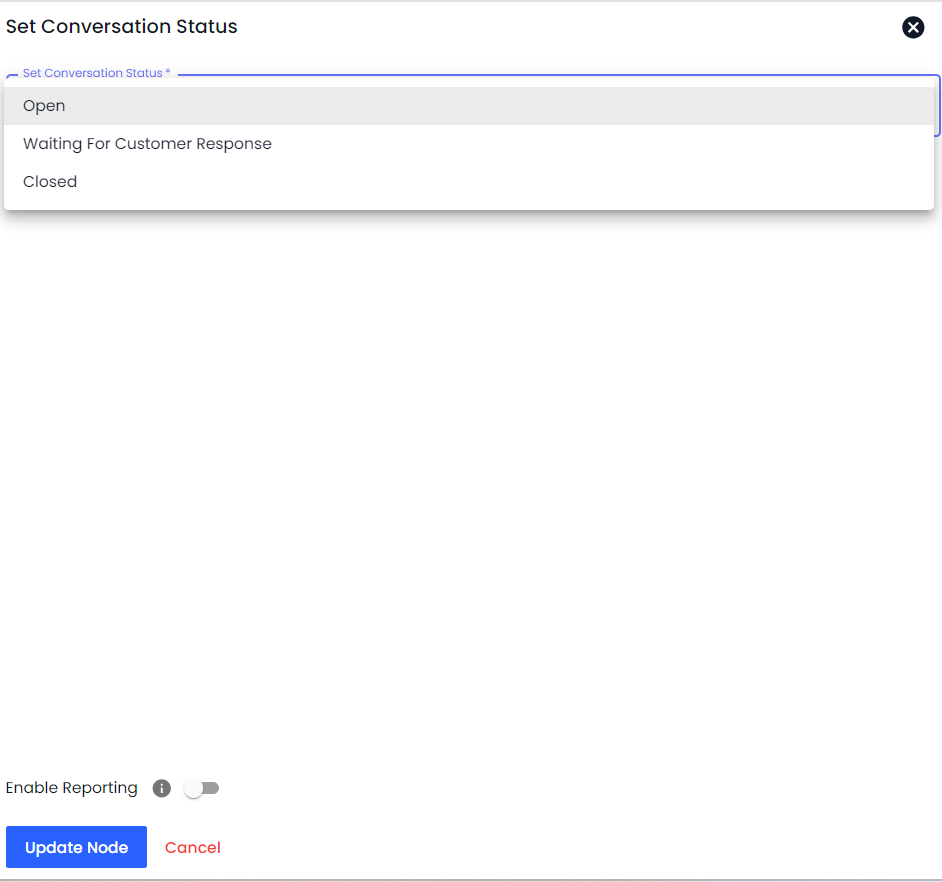 Set Conversation Status
Set Conversation Status *
Open
Waiting For Customer Response
Closed
Enable Reporting
Update Node
Cancel